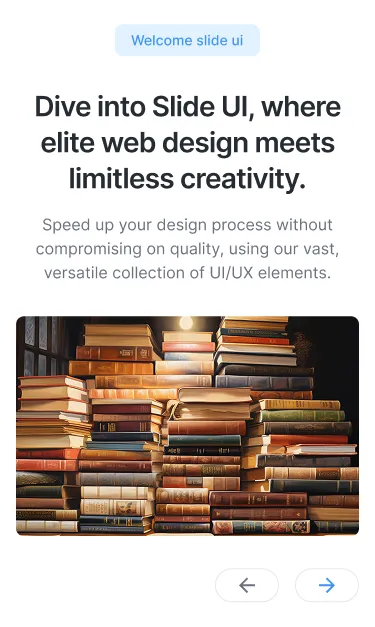 Welcome slide ui
Dive into Slide UI, where
elite web design meets
limitless creativity.
Speed up your design process without
compromising on quality, using our vast,
versatile collection of UI/UX elements.